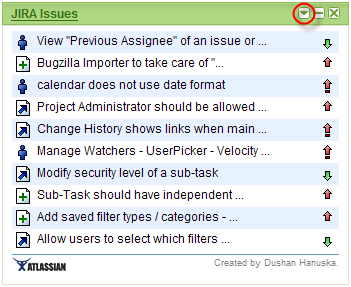 JIRA Issues
View "Previous Assignee" of an issue or ...
Bugzilla Importer to take care of "...
calendar does not use date format
Project Administrator should be allowed ...
Change History shows links when main ...
Manage Watchers - UserPicker - Velocity ...
Modify security level of a sub-task
Sub-Task should have independent ...
Add saved filter types / categories - ...
Allow users to select which filters ...
ATLASSIAN
Created by Dushan Hanuska.